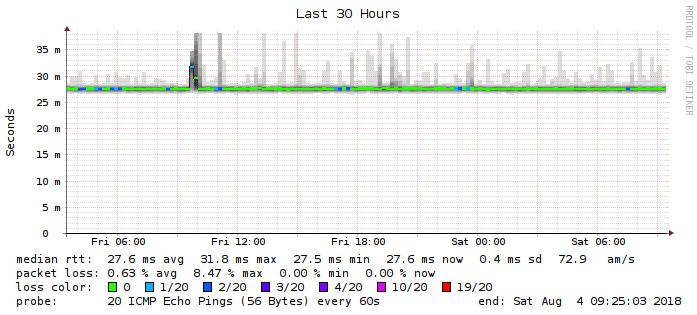 Last 30 Hours
RRDTOOL / TOBI OETIKER
Seconds
35 m
30 m
25 m
20 m
15 m
10 m
5 m
0
Fri 06:00 Fri 12:00 Fri 18:00 Sat 00:00 Sat 06:00
median rtt: 27.6 ms avg 31.8 ms max 27.5 ms min 27.6 ms now 0.4 ms sd 72.9 am/s
packet loss: 0.63 % avg 8.47 % max 0.00 % min 0.00 % now
loss color: 0 1/20 2/20 3/20 4/20 10/20 19/20
probe: 20 ICMP Echo Pings (56 Bytes) every 60s end: Sat Aug 4 09:25:03 2018